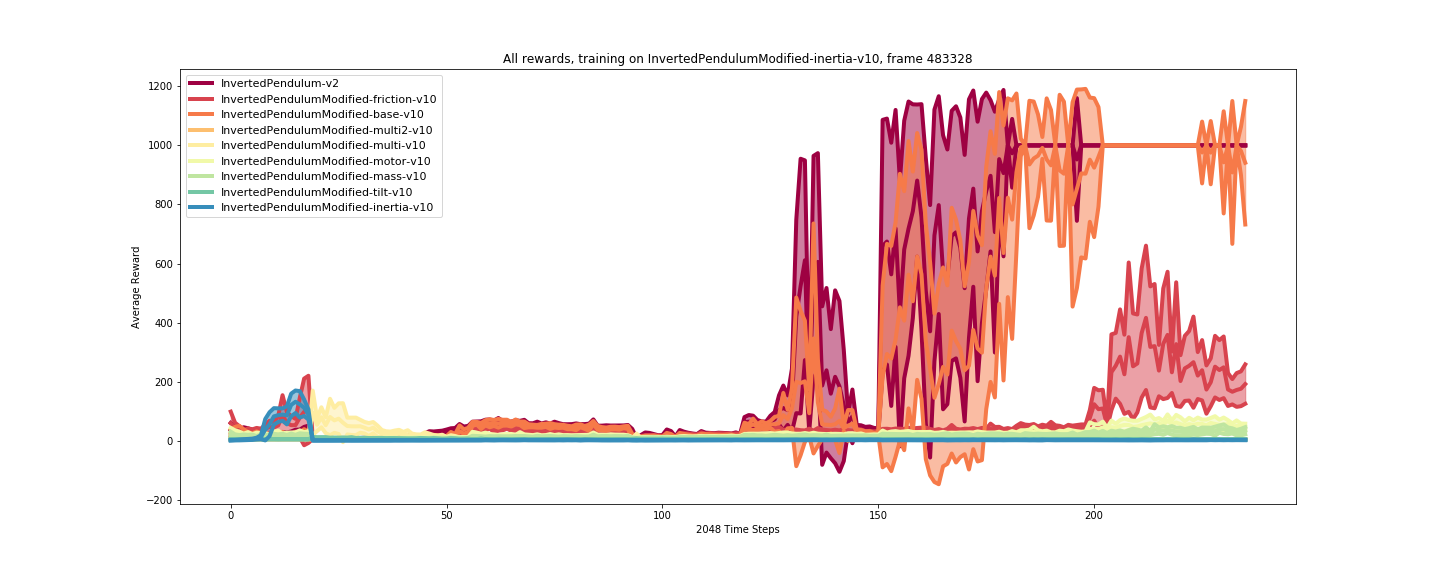 All rewards, training on InvertedPendulumModified-inertia-v10, frame 483328
InvertedPendulum-v2
InvertedPendulumModified-friction-v10
InvertedPendulumModified-base-v10
InvertedPendulumModified-multi2-v10
InvertedPendulumModified-multi-v10
InvertedPendulumModified-motor-v10
InvertedPendulumModified-mass-v10
InvertedPendulumModified-tilt-v10
InvertedPendulumModified-inertia-v10
Average Reward
1200
1000
800
600
400
200
0
−200
0 50 100 150 200
2048 Time Steps